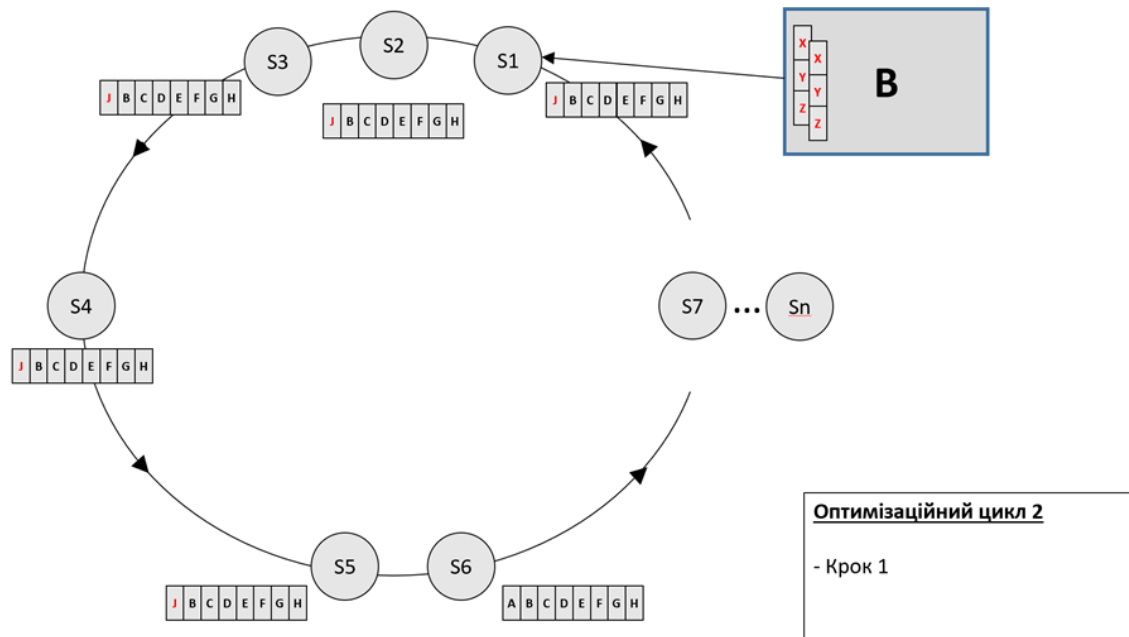 S3
S2
S1
J B C D E F G H
J B C D E F G H
J B C D E F G H
X Y Z
X Y Z
B
S4
J B C D E F G H
S7 ... Sn
S5
S6
J B C D E F G H
A B C D E F G H
Оптимізаційний цикл 2
- Крок 1